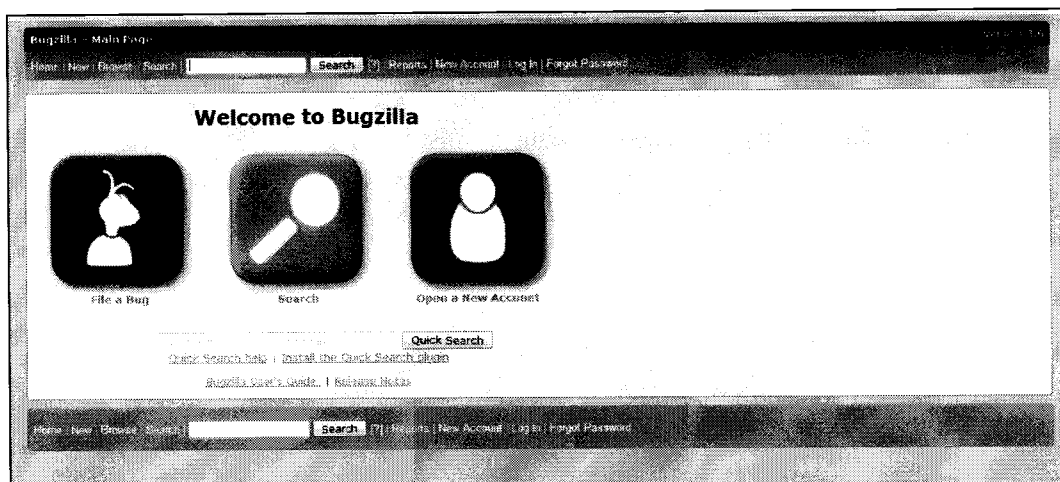 Bugzilla – Main Page
Home | New | Browse | Search | Search [?] | Reports | New Account | Log In | Forgot Password
Welcome to Bugzilla
File a Bug Search Open a New Account
Quick Search
Quick Search help | Install the Quick Search plugin
Bugzilla User's Guide | Release Notes
Home | New | Browse | Search | Search [?] | Reports | New Account | Log In | Forgot Password